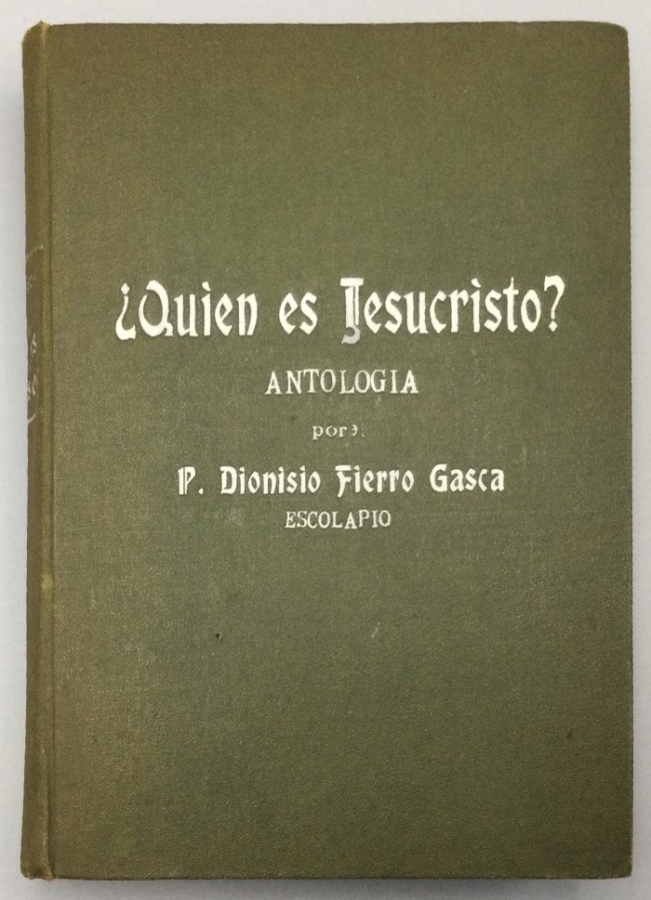 ¿Quien es Jesucristo?
ANTOLOGIA
por
P. Dionisio Fierro Gasca
ESCOLAPIO